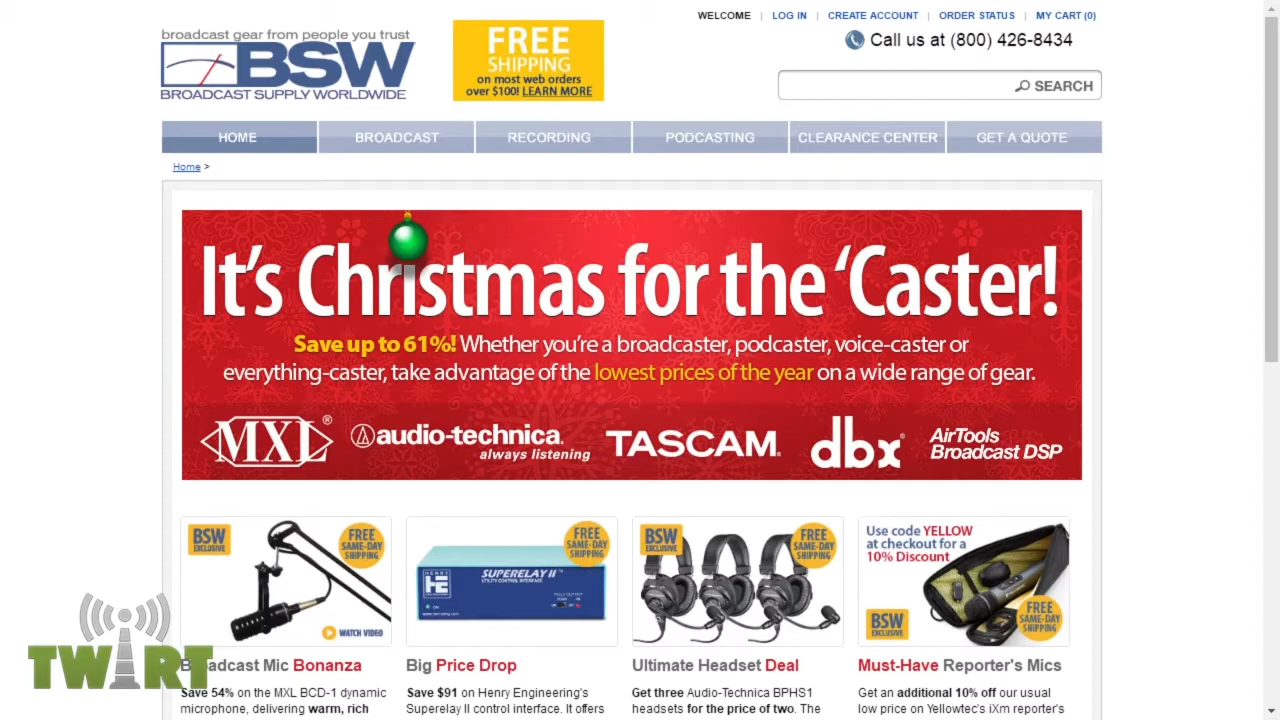 WELCOME | LOG IN | CREATE ACCOUNT | ORDER STATUS | MY CART (0)
broadcast gear from people you trust
BSW
BROADCAST SUPPLY WORLDWIDE
FREE
SHIPPING
on most web orders
over $100! LEARN MORE
Call us at (800) 426-8434
SEARCH
HOME
BROADCAST
RECORDING
PODCASTING
CLEARANCE CENTER
GET A QUOTE
Home >
It's Christmas for the 'Caster!
Save up to 61%! Whether you're a broadcaster, podcaster, voice-caster or
everything-caster, take advantage of the lowest prices of the year on a wide range of gear.
MXL®
audio-technica.
always listening
TASCAM.
dbx®
AirTools
Broadcast DSP
BSW
EXCLUSIVE
FREE
SAME-DAY
SHIPPING
WATCH VIDEO
Broadcast Mic Bonanza
Save 54% on the MXL BCD-1 dynamic
microphone, delivering warm, rich
FREE
SAME-DAY
SHIPPING
HENRY
HE
ENGINEERING
SUPERELAY II™
UTILITY CONTROL INTERFACE
ON
Big Price Drop
Save $91 on Henry Engineering's
Superelay II control interface. It offers
BSW
EXCLUSIVE
FREE
SAME-DAY
SHIPPING
Ultimate Headset Deal
Get three Audio-Technica BPHS1
headsets for the price of two. The
Use code YELLOW
at checkout for a
10% Discount
BSW
EXCLUSIVE
FREE
SAME-DAY
SHIPPING
Must-Have Reporter's Mics
Get an additional 10% off our usual
low price on Yellowtec's iXm reporter's
TWiRT